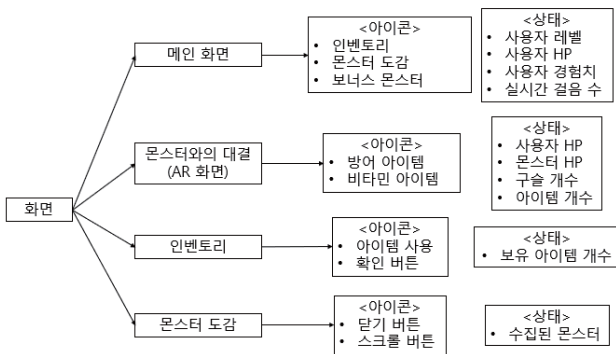 화면
메인 화면
<아이콘>
• 인벤토리
• 몬스터 도감
• 보너스 몬스터
<상태>
• 사용자 레벨
• 사용자 HP
• 사용자 경험치
• 실시간 걸음 수
몬스터와의 대결
(AR 화면)
<아이콘>
• 방어 아이템
• 비타민 아이템
<상태>
• 사용자 HP
• 몬스터 HP
• 구슬 개수
• 아이템 개수
인벤토리
<아이콘>
• 아이템 사용
• 확인 버튼
<상태>
• 보유 아이템 개수
몬스터 도감
<아이콘>
• 닫기 버튼
• 스크롤 버튼
<상태>
• 수집된 몬스터